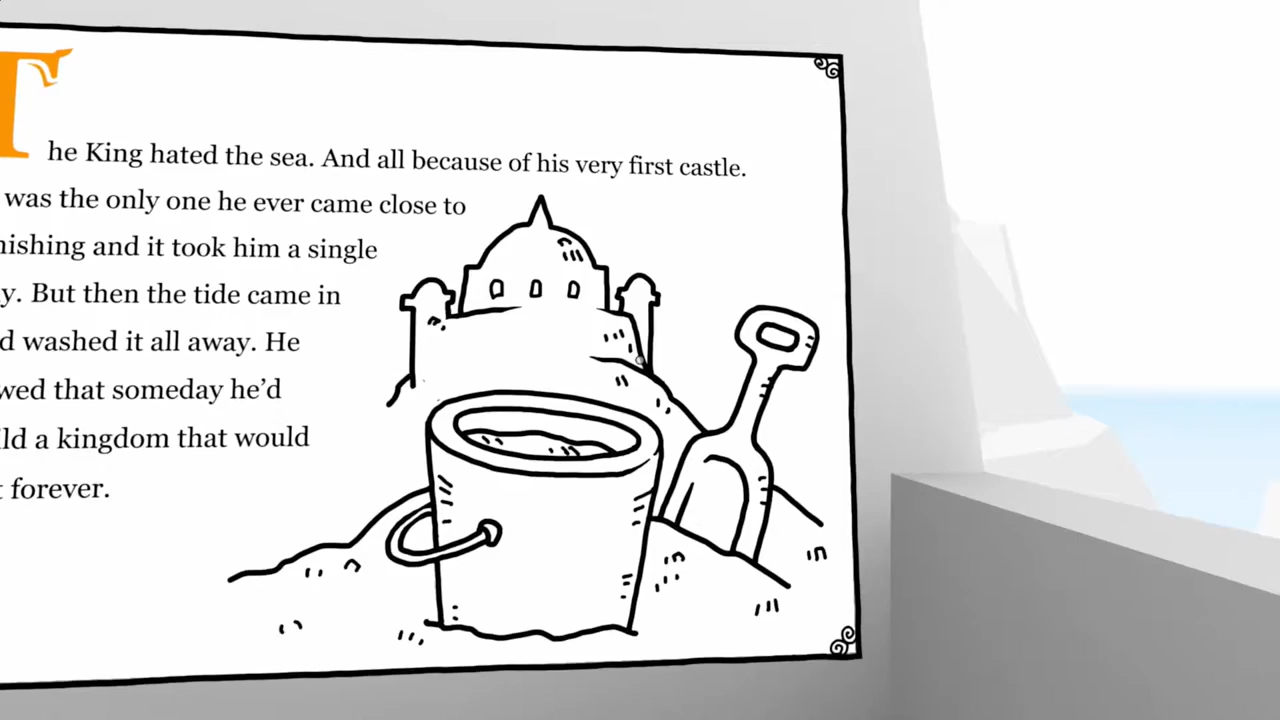 The King hated the sea. And all because of his very first castle.
was the only one he ever came close to
nishing and it took him a single
y. But then the tide came in
d washed it all away. He
wed that someday he'd
ld a kingdom that would
t forever.